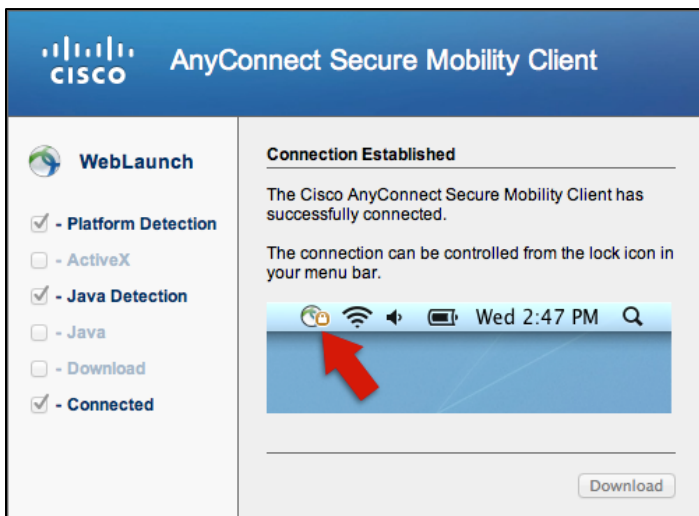 CISCO
AnyConnect Secure Mobility Client
WebLaunch
- Platform Detection
- ActiveX
- Java Detection
- Java
- Download
- Connected
Connection Established
The Cisco AnyConnect Secure Mobility Client has
successfully connected.
The connection can be controlled from the lock icon in
your menu bar.
Wed 2:47 PM
Download